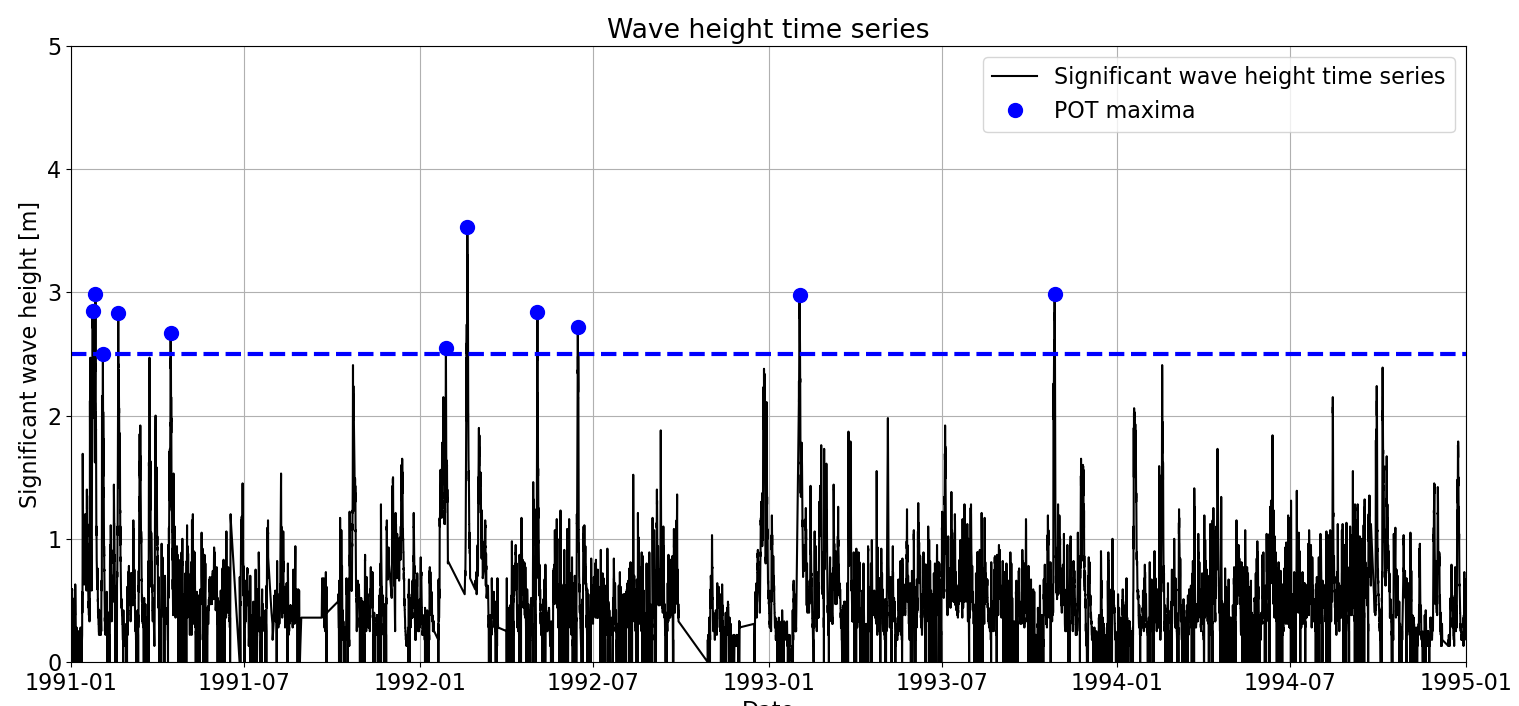 Wave height time series
Significant wave height time series
POT maxima
Significant wave height [m]
5
4
3
2
1
0
1991-01 1991-07 1992-01 1992-07 1993-01 1993-07 1994-01 1994-07 1995-01
Date